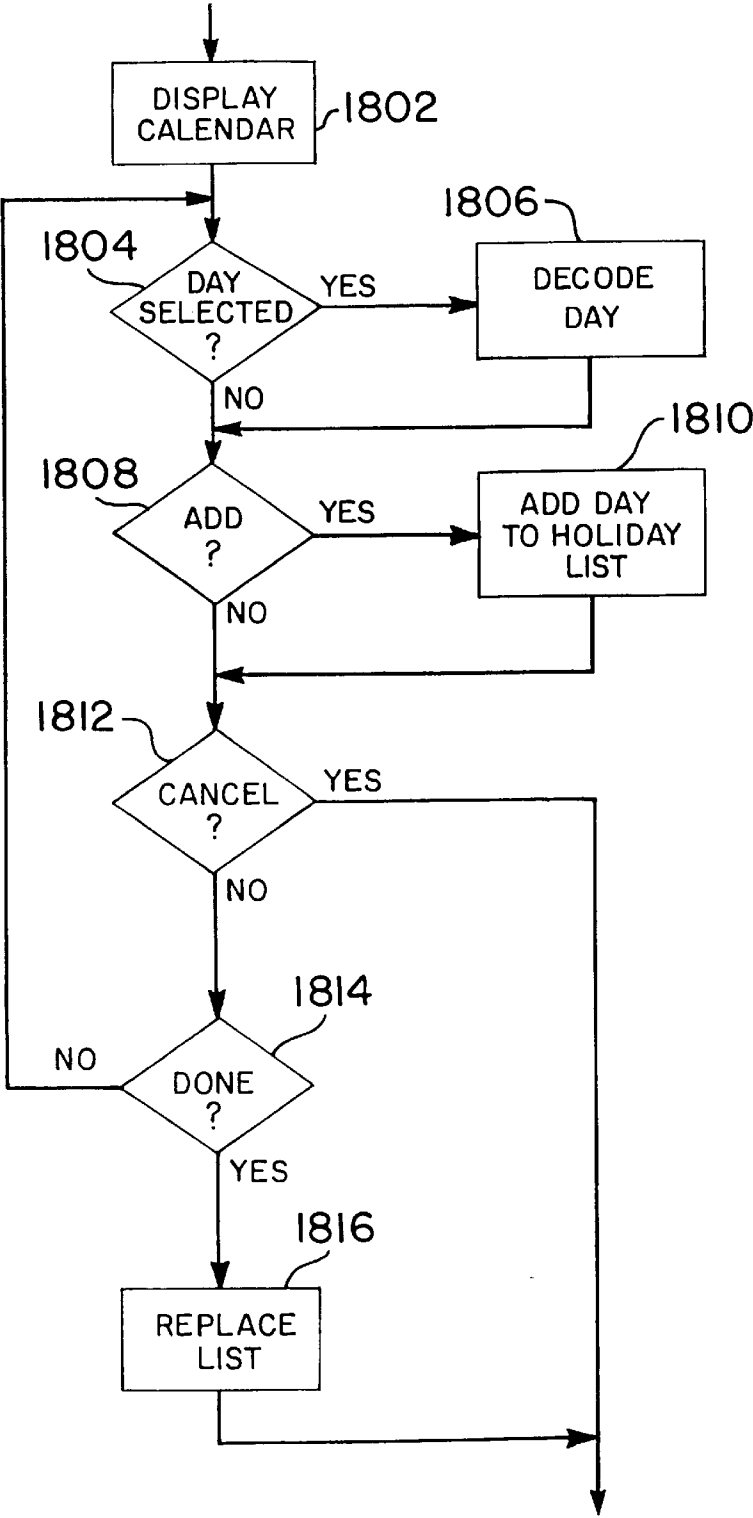 DISPLAY
CALENDAR
1802
1804
DAY
SELECTED
?
YES
NO
1806
DECODE
DAY
1808
ADD
?
YES
NO
1810
ADD DAY
TO HOLIDAY
LIST
1812
CANCEL
?
YES
NO
1814
DONE
?
NO
YES
1816
REPLACE
LIST